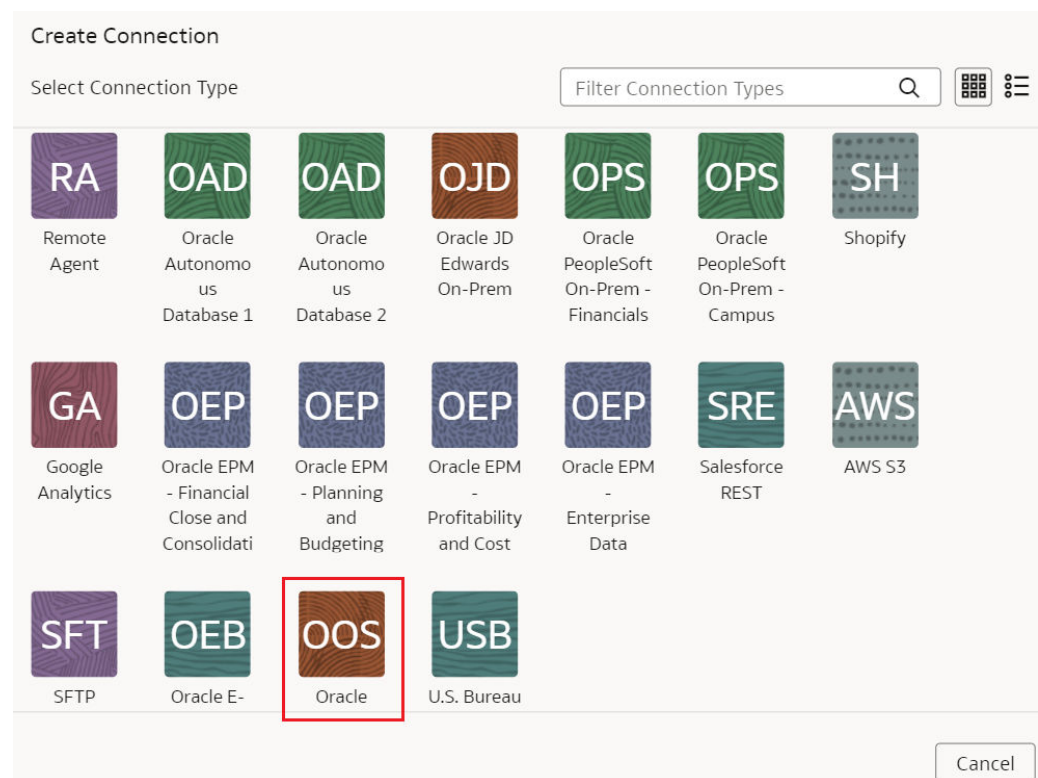 Create Connection
Select Connection Type
Filter Connection Types
RA OAD OAD OJD OPS OPS SH
Remote Oracle Oracle Oracle JD Oracle Oracle Shopify
Agent Autonomo Autonomo Edwards PeopleSoft PeopleSoft
us us On-Prem On-Prem - On-Prem -
Database 1 Database 2 Financials Campus
GA OEP OEP OEP OEP SRE AWS
Google Oracle EPM Oracle EPM Oracle EPM Oracle EPM Salesforce AWS S3
Analytics - Financial - Planning - - REST
Close and and Profitability Enterprise
Consolidati Budgeting and Cost Data
SFT OEB OOS USB
SFTP Oracle E- Oracle U.S. Bureau
Cancel